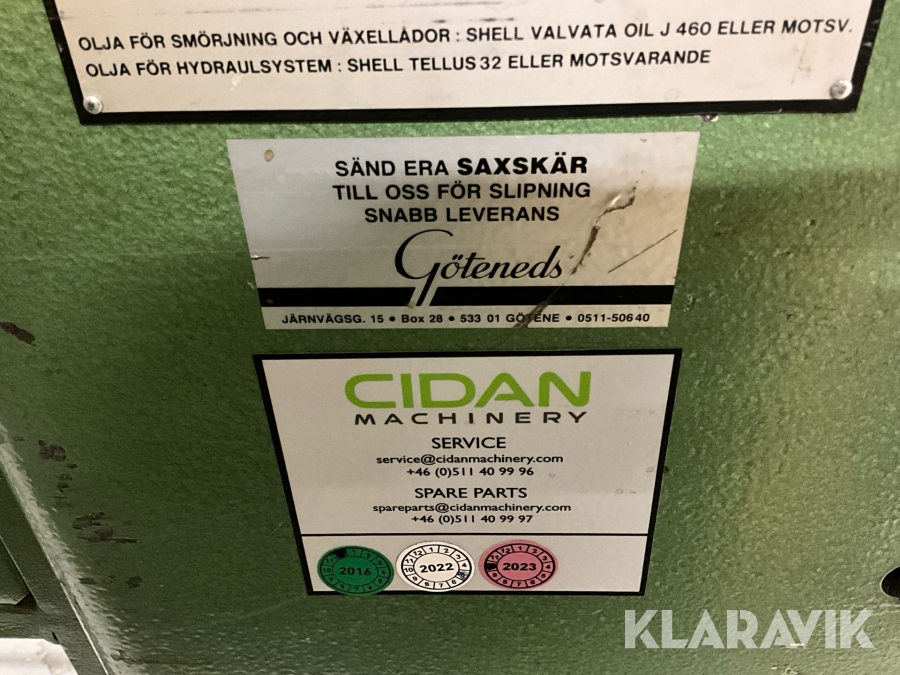 OLJA FÖR SMÖRJNING OCH VÄXELLÅDOR : SHELL VALVATA OIL J 460 ELLER MOTSV.
OLJA FÖR HYDRAULSYSTEM : SHELL TELLUS 32 ELLER MOTSVARANDE
SÄND ERA SAXSKÄR
TILL OSS FÖR SLIPNING
SNABB LEVERANS
Göteneds
JÄRNVÄGSG. 15 • Box 28 • 533 01 GÖTENE • 0511-50640
CIDAN
MACHINERY
SERVICE
service@cidanmachinery.com
+46 (0)511 40 99 96
SPARE PARTS
spareparts@cidanmachinery.com
+46 (0)511 40 99 97
2016 2022 2023
KLARAVIK